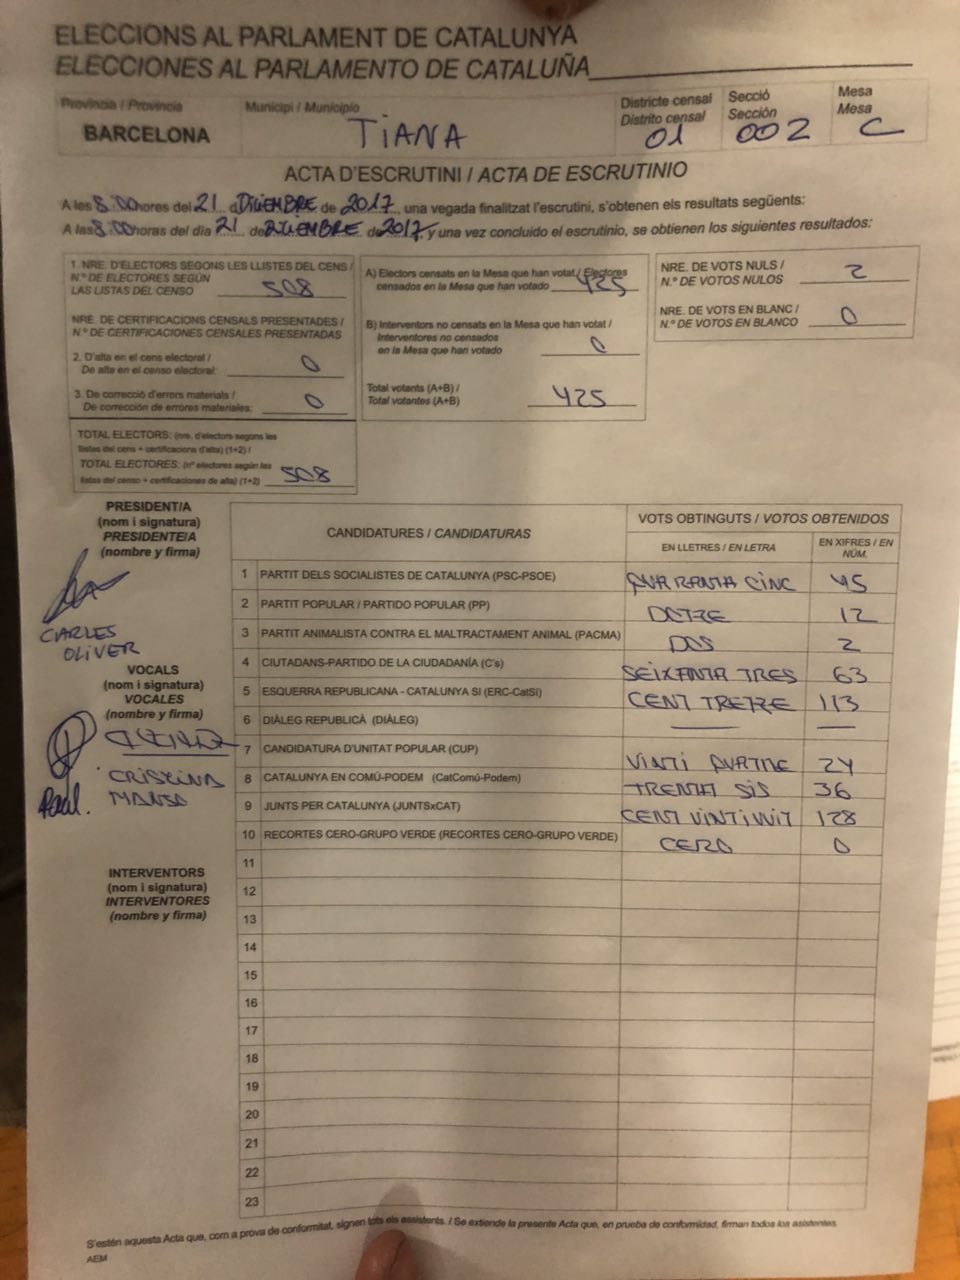 ELECCIONS AL PARLAMENT DE CATALUNYA
ELECCIONES AL PARLAMENTO DE CATALUÑA
Provincia / Provincia
BARCELONA
Municipi / Municipio
TIANA
Districte censal
Distrito censal
01
Secció
Sección
002
Mesa
Mesa
C
ACTA D'ESCRUTINI / ACTA DE ESCRUTINIO
A les 8:00 hores del 21 d DICIEMBRE de 2017, una vegada finalitzat l'escrutini, s'obtenen els resultats següents:
A las 8:00 horas del día 21 de DICIEMBRE de 2017, y una vez concluido el escrutinio, se obtienen los siguientes resultados:
1. NRE. D'ELECTORS SEGONS LES LLISTES DEL CENS /
N.º DE ELECTORES SEGÚN
LAS LISTAS DEL CENSO 508
NRE. DE CERTIFICACIONS CENSALS PRESENTADES /
N.º DE CERTIFICACIONES CENSALES PRESENTADAS
2. D'alta en el cens electoral /
De alta en el censo electoral: 0
3. De correcció d'errors materials /
De corrección de errores materiales: 0
TOTAL ELECTORS: (nre. d'electors segons les
llistes del cens + certificacions d'alta) (1+2) /
TOTAL ELECTORES: (nº electores según las
listas del censo + certificaciones de alta) (1+2) 508
A) Electors censats en la Mesa que han votat / Electores
censados en la Mesa que han votado 425
B) Interventors no censats en la Mesa que han votat /
Interventores no censados
en la Mesa que han votado 0
Total votants (A+B) /
Total votantes (A+B) 425
NRE. DE VOTS NULS /
N.º DE VOTOS NULOS 2
NRE. DE VOTS EN BLANC /
N.º DE VOTOS EN BLANCO 0
PRESIDENT/A
(nom i signatura)
PRESIDENTE/A
(nombre y firma)
CARLES
OLIVER
VOCALS
(nom i signatura)
VOCALES
(nombre y firma)
CRISTINA
MANSO
Raül.
INTERVENTORS
(nom i signatura)
INTERVENTORES
(nombre y firma)
CANDIDATURES / CANDIDATURAS
VOTS OBTINGUTS / VOTOS OBTENIDOS
EN LLETRES / EN LETRA
EN XIFRES / EN
NÚM.
1 PARTIT DELS SOCIALISTES DE CATALUNYA (PSC-PSOE) QUARANTA CINC 45
2 PARTIT POPULAR / PARTIDO POPULAR (PP) DOTZE 12
3 PARTIT ANIMALISTA CONTRA EL MALTRACTAMENT ANIMAL (PACMA) DOS 2
4 CIUTADANS-PARTIDO DE LA CIUDADANÍA (C's) SEIXANTA TRES 63
5 ESQUERRA REPUBLICANA - CATALUNYA SI (ERC-CatSí) CENT TRETZE 113
6 DIÀLEG REPUBLICÀ (DIÀLEG)
7 CANDIDATURA D'UNITAT POPULAR (CUP) VINTI QUATRE 24
8 CATALUNYA EN COMÚ-PODEM (CatComú-Podem) TRENTA SIS 36
9 JUNTS PER CATALUNYA (JUNTSxCAT) CENT VINTIVUIT 128
10 RECORTES CERO-GRUPO VERDE (RECORTES CERO-GRUPO VERDE) CERO 0
11
12
13
14
15
16
17
18
19
20
21
22
23
S'estén aquesta Acta que, com a prova de conformitat, signen tots els assistents. / Se extiende la presente Acta que, en prueba de conformidad, firman todos los asistentes.
AEM